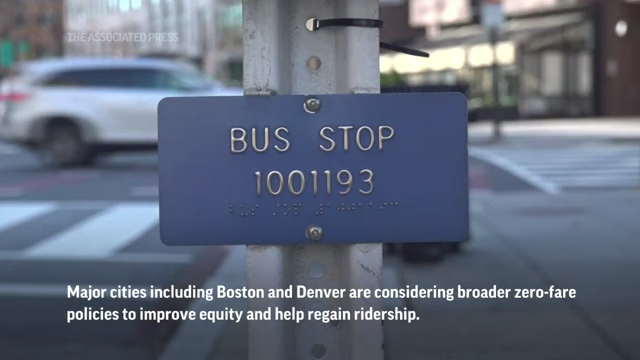 THE ASSOCIATED PRESS
BUS STOP
1001193
Major cities including Boston and Denver are considering broader zero-fare
policies to improve equity and help regain ridership.